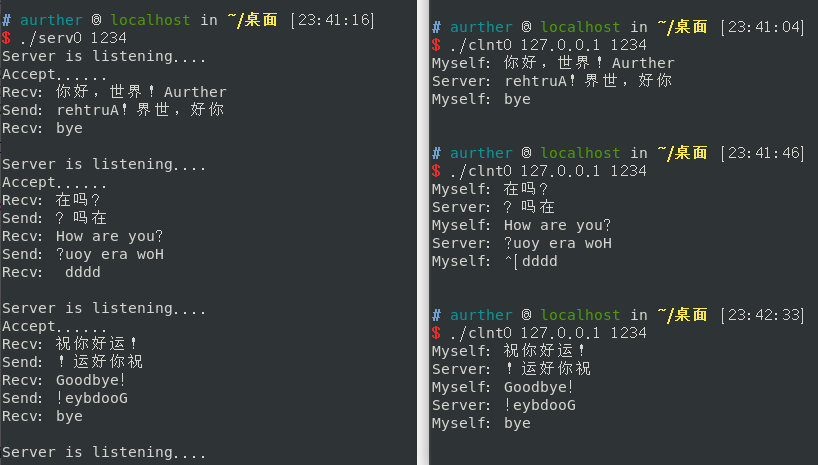 # aurther @ localhost in ~/桌面 [23:41:16]
$ ./serv0 1234
Server is listening....
Accept......
Recv: 你好，世界！Aurther
Send: rehtruA！界世，好你
Recv: bye
Server is listening....
Accept......
Recv: 在吗？
Send: ？吗在
Recv: How are you?
Send: ?uoy era woH
Recv:  dddd
Server is listening....
Accept......
Recv: 祝你好运！
Send: ！运好你祝
Recv: Goodbye!
Send: !eybdooG
Recv: bye
Server is listening....
# aurther @ localhost in ~/桌面 [23:41:04]
$ ./clnt0 127.0.0.1 1234
Myself: 你好，世界！Aurther
Server: rehtruA！界世，好你
Myself: bye
# aurther @ localhost in ~/桌面 [23:41:46]
$ ./clnt0 127.0.0.1 1234
Myself: 在吗？
Server: ？吗在
Myself: How are you?
Server: ?uoy era woH
Myself: ^[dddd
# aurther @ localhost in ~/桌面 [23:42:33]
$ ./clnt0 127.0.0.1 1234
Myself: 祝你好运！
Server: ！运好你祝
Myself: Goodbye!
Server: !eybdooG
Myself: bye